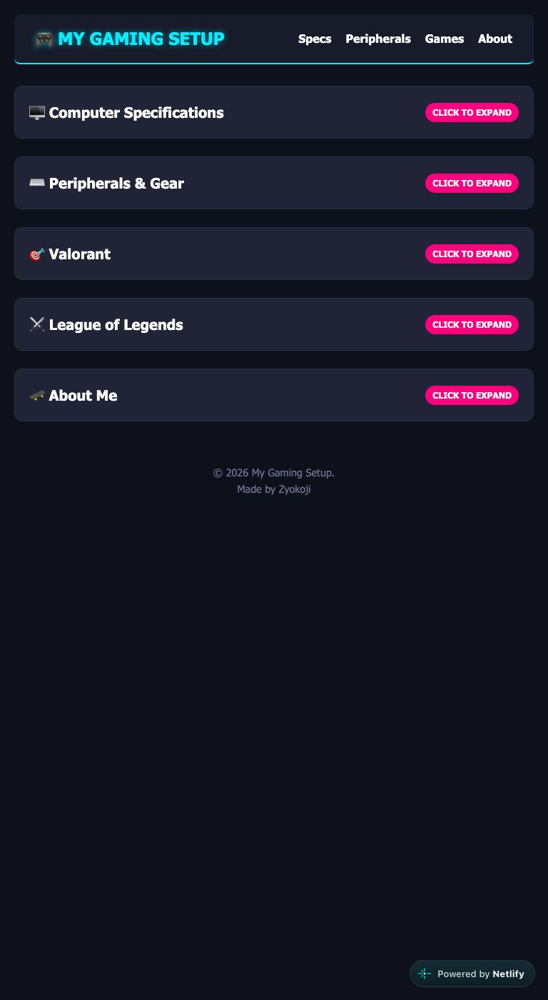 🎮 MY GAMING SETUP
Specs Peripherals Games About
🖥️ Computer Specifications
CLICK TO EXPAND
⌨️ Peripherals & Gear
CLICK TO EXPAND
🎯 Valorant
CLICK TO EXPAND
⚔️ League of Legends
CLICK TO EXPAND
🛹 About Me
CLICK TO EXPAND
© 2026 My Gaming Setup.
Made by Zyokoji
Powered by Netlify